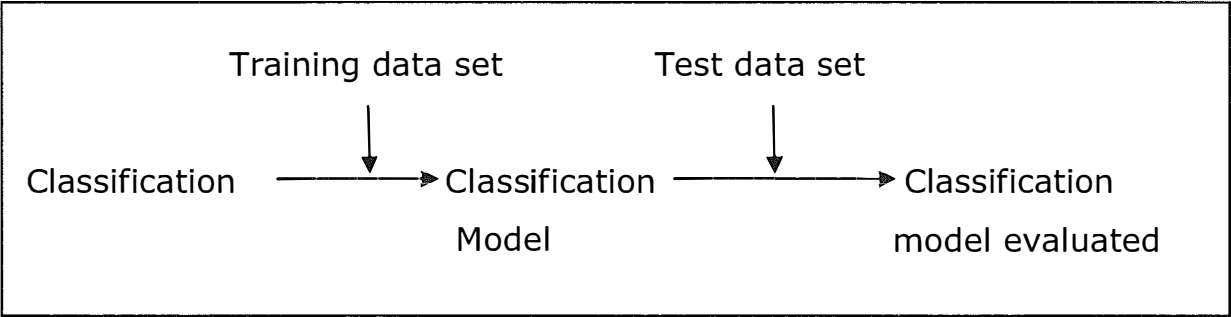 Training data set
Test data set
Classification
Classification
Model
Classification
model evaluated